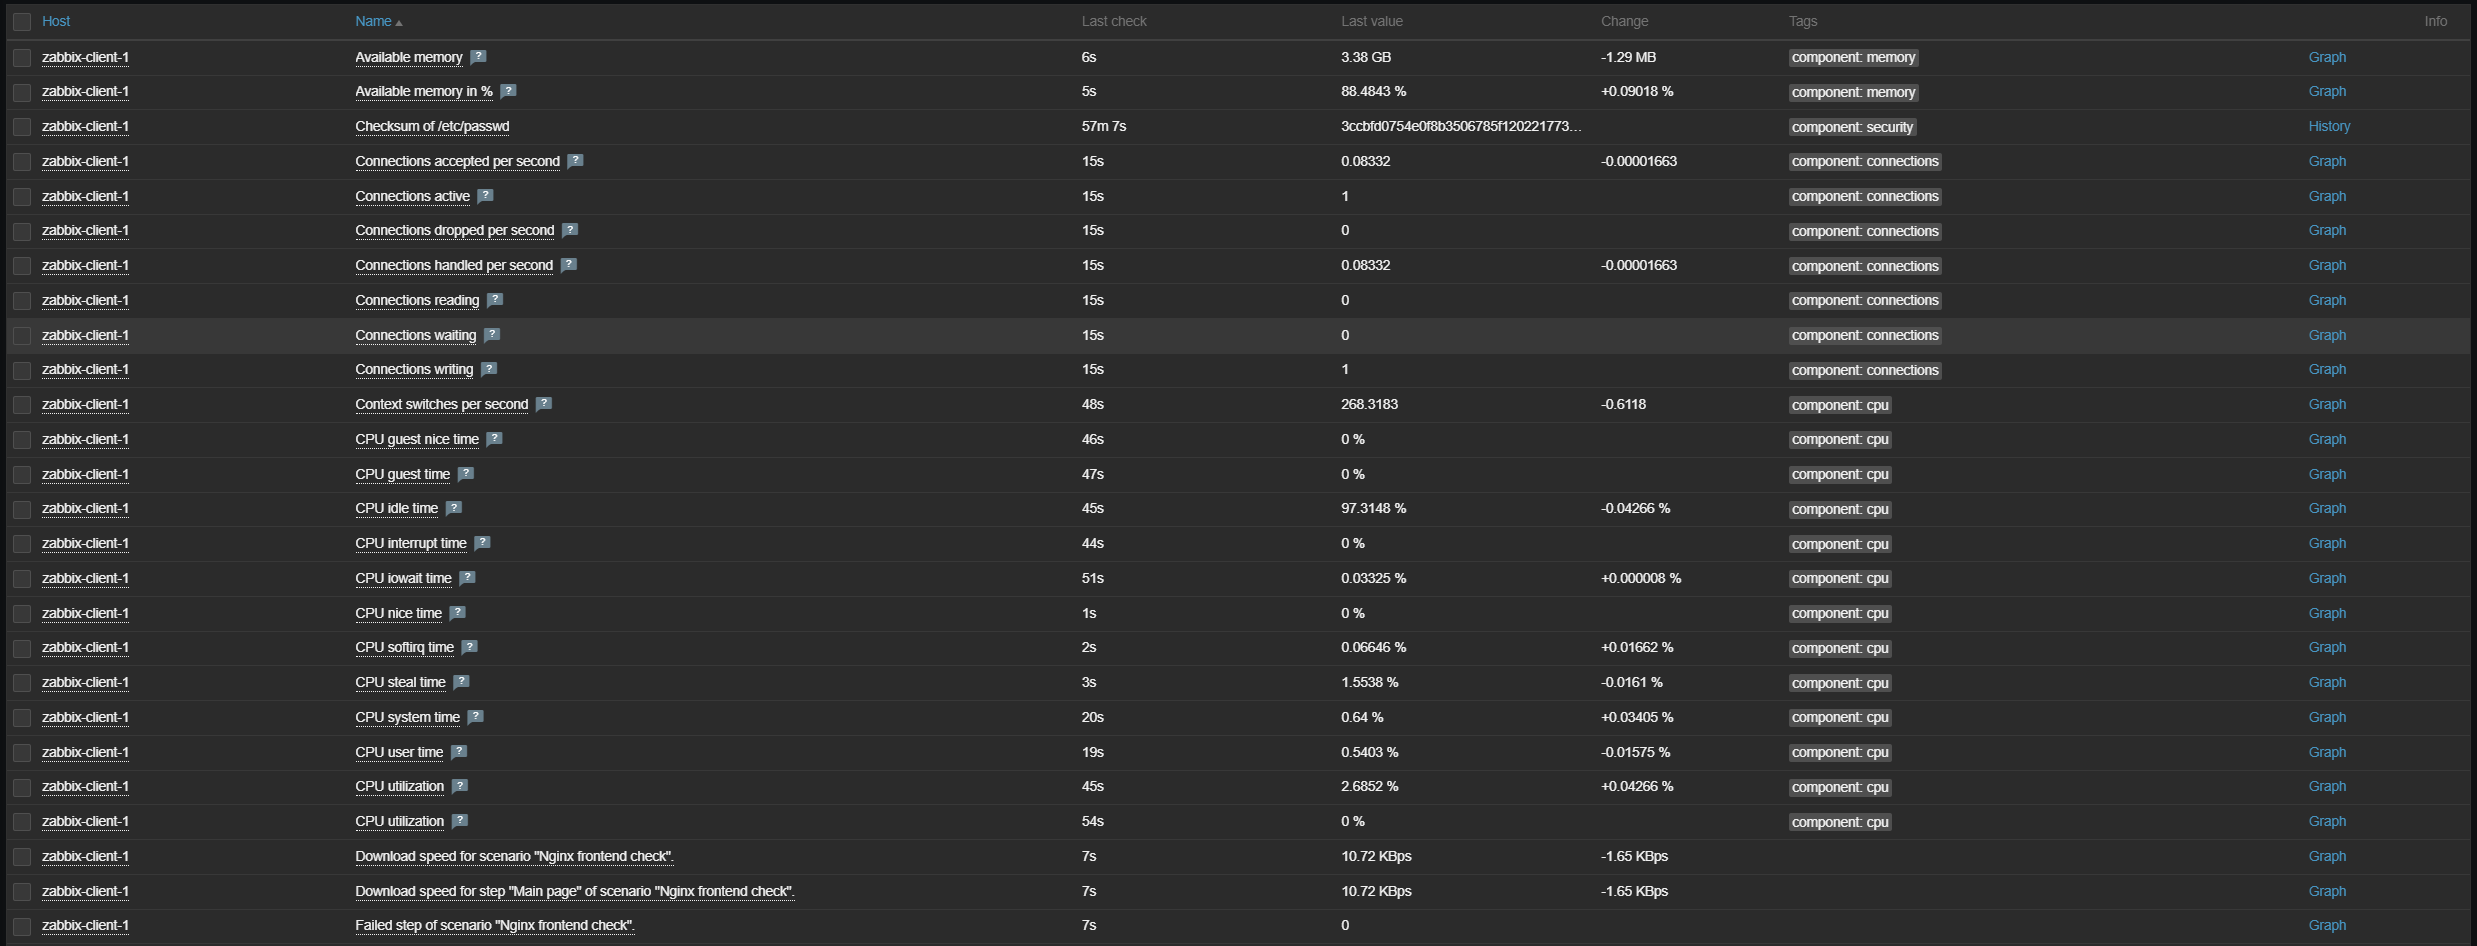 Host Name Last check Last value Change Tags Info
zabbix-client-1 Available memory ? 6s 3.38 GB -1.29 MB component: memory Graph
zabbix-client-1 Available memory in % ? 5s 88.4843 % +0.09018 % component: memory Graph
zabbix-client-1 Checksum of /etc/passwd 57m 7s 3ccbfd0754e0f8b3506785f120221773... component: security History
zabbix-client-1 Connections accepted per second ? 15s 0.08332 -0.00001663 component: connections Graph
zabbix-client-1 Connections active ? 15s 1 component: connections Graph
zabbix-client-1 Connections dropped per second ? 15s 0 component: connections Graph
zabbix-client-1 Connections handled per second ? 15s 0.08332 -0.00001663 component: connections Graph
zabbix-client-1 Connections reading ? 15s 0 component: connections Graph
zabbix-client-1 Connections waiting ? 15s 0 component: connections Graph
zabbix-client-1 Connections writing ? 15s 1 component: connections Graph
zabbix-client-1 Context switches per second ? 48s 268.3183 -0.6118 component: cpu Graph
zabbix-client-1 CPU guest nice time ? 46s 0 % component: cpu Graph
zabbix-client-1 CPU guest time ? 47s 0 % component: cpu Graph
zabbix-client-1 CPU idle time ? 45s 97.3148 % -0.04266 % component: cpu Graph
zabbix-client-1 CPU interrupt time ? 44s 0 % component: cpu Graph
zabbix-client-1 CPU iowait time ? 51s 0.03325 % +0.000008 % component: cpu Graph
zabbix-client-1 CPU nice time ? 1s 0 % component: cpu Graph
zabbix-client-1 CPU softirq time ? 2s 0.06646 % +0.01662 % component: cpu Graph
zabbix-client-1 CPU steal time ? 3s 1.5538 % -0.0161 % component: cpu Graph
zabbix-client-1 CPU system time ? 20s 0.64 % +0.03405 % component: cpu Graph
zabbix-client-1 CPU user time ? 19s 0.5403 % -0.01575 % component: cpu Graph
zabbix-client-1 CPU utilization ? 45s 2.6852 % +0.04266 % component: cpu Graph
zabbix-client-1 CPU utilization ? 54s 0 % component: cpu Graph
zabbix-client-1 Download speed for scenario "Nginx frontend check". 7s 10.72 KBps -1.65 KBps Graph
zabbix-client-1 Download speed for step "Main page" of scenario "Nginx frontend check". 7s 10.72 KBps -1.65 KBps Graph
zabbix-client-1 Failed step of scenario "Nginx frontend check". 7s 0 Graph